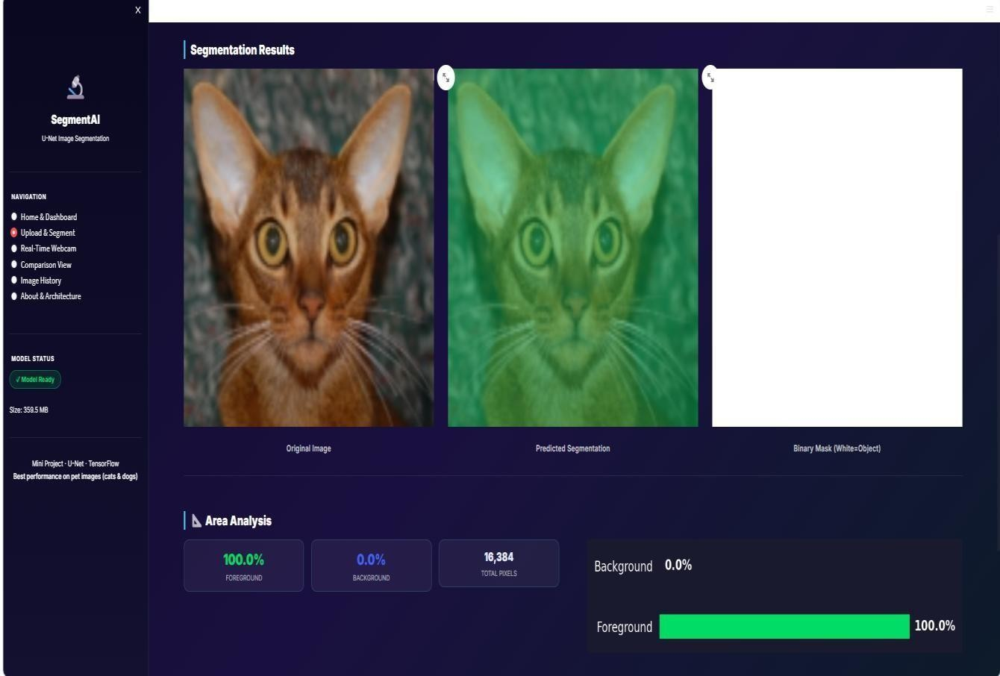 X
SegmentAI
U-Net Image Segmentation
NAVIGATION
Home & Dashboard
Upload & Segment
Real-Time Webcam
Comparison View
Image History
About & Architecture
MODEL STATUS
✓ Model Ready
Size: 359.5 MB
Mini Project · U-Net · TensorFlow
Best performance on pet images (cats & dogs)
Segmentation Results
Original Image
Predicted Segmentation
Binary Mask (White=Object)
Area Analysis
100.0%
FOREGROUND
0.0%
BACKGROUND
16,384
TOTAL PIXELS
Background 0.0%
Foreground 100.0%